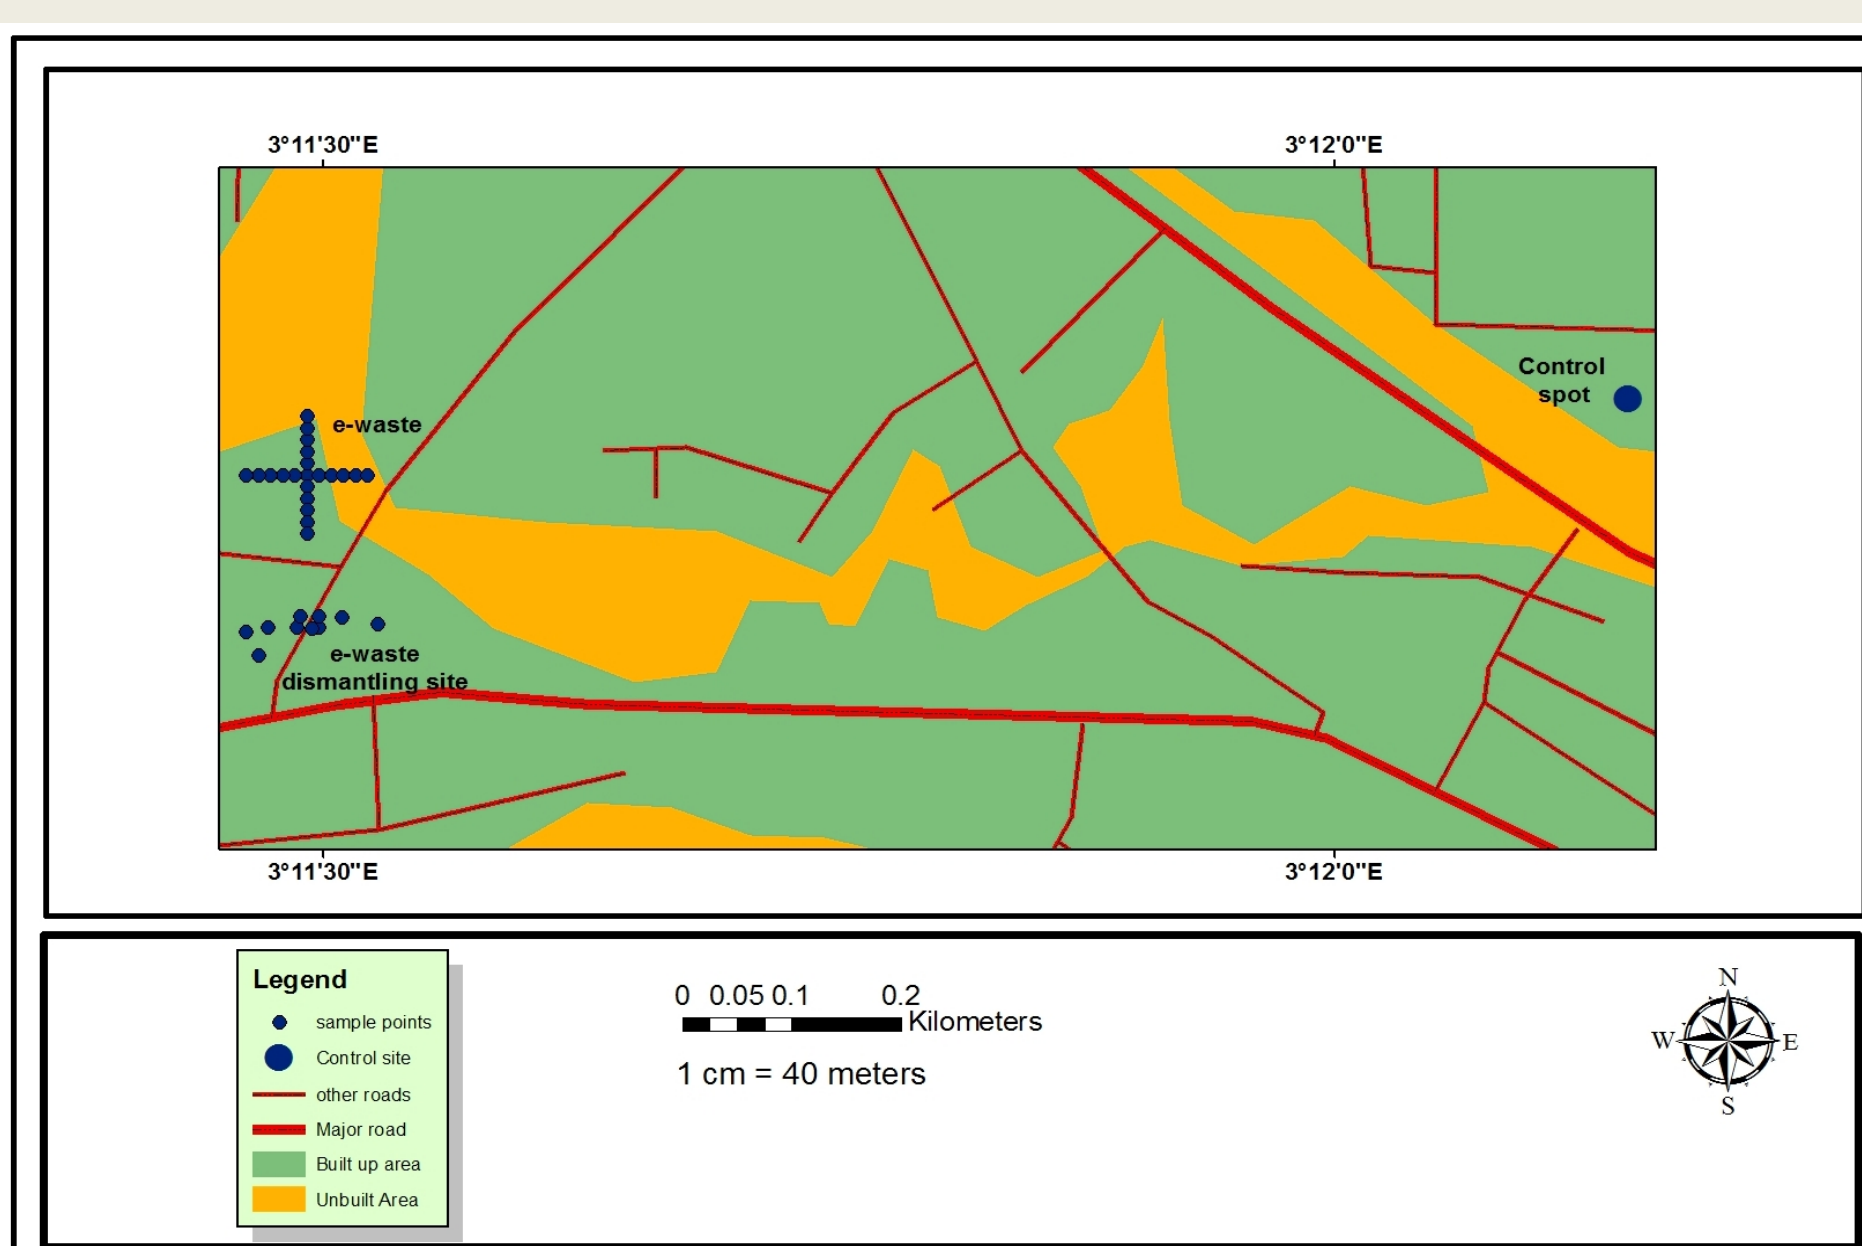 3°11'30"E
3°12'0"E
Control
spot
e-waste
e-waste
dismantling site
3°11'30"E
3°12'0"E
Legend
sample points
Control site
other roads
Major road
Built up area
Unbuilt Area
0 0.05 0.1 0.2
Kilometers
1 cm = 40 meters
N
W E
S